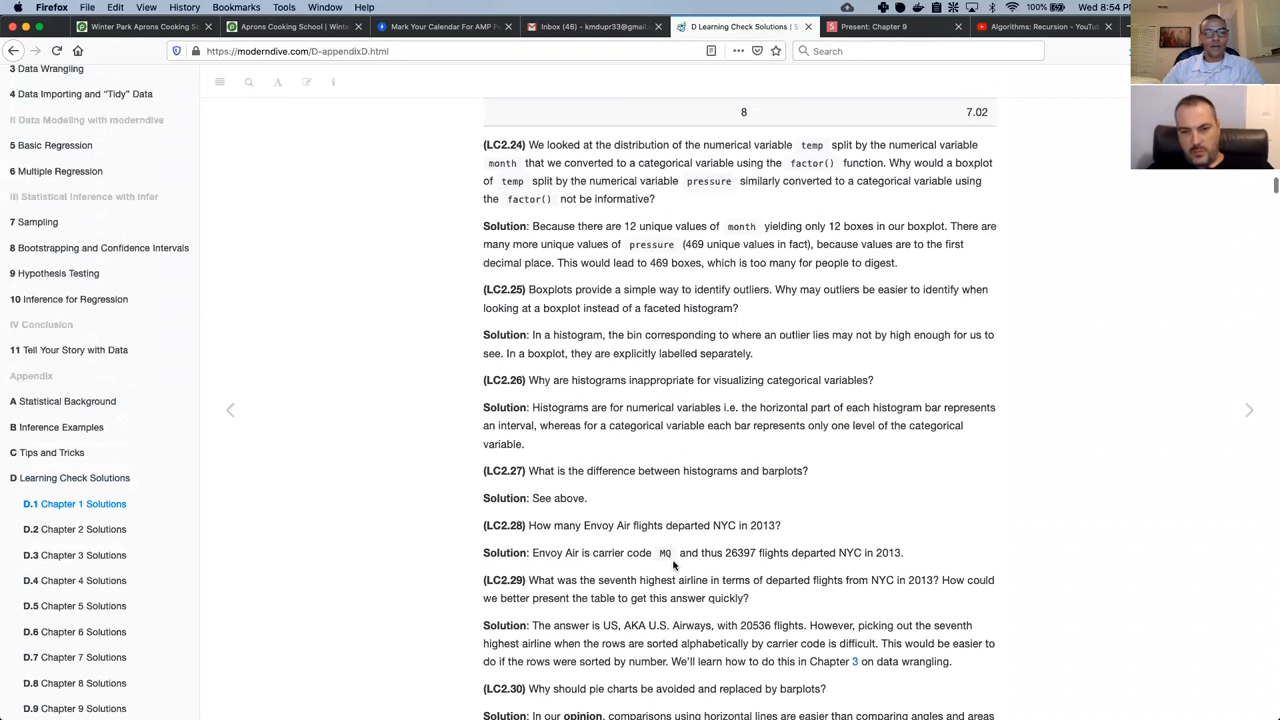 Firefox File Edit View History Bookmarks Tools Window Help 100% Wed 8:54 PM
Winter Park Aprons Cooking Sc
Aprons Cooking School | Winte
Mark Your Calendar For AMP F
Inbox (46) - kmdupr33@gmail.
D Learning Check Solutions | S
Present: Chapter 9
Algorithms: Recursion - YouTu
https://moderndive.com/D-appendixD.html
Search
3 Data Wrangling
4 Data Importing and “Tidy” Data
II Data Modeling with moderndive
5 Basic Regression
6 Multiple Regression
III Statistical Inference with infer
7 Sampling
8 Bootstrapping and Confidence Intervals
9 Hypothesis Testing
10 Inference for Regression
IV Conclusion
11 Tell Your Story with Data
Appendix
A Statistical Background
B Inference Examples
C Tips and Tricks
D Learning Check Solutions
D.1 Chapter 1 Solutions
D.2 Chapter 2 Solutions
D.3 Chapter 3 Solutions
D.4 Chapter 4 Solutions
D.5 Chapter 5 Solutions
D.6 Chapter 6 Solutions
D.7 Chapter 7 Solutions
D.8 Chapter 8 Solutions
D.9 Chapter 9 Solutions
8 7.02
(LC2.24) We looked at the distribution of the numerical variable temp split by the numerical variable
month that we converted to a categorical variable using the factor() function. Why would a boxplot
of temp split by the numerical variable pressure similarly converted to a categorical variable using
the factor() not be informative?
Solution: Because there are 12 unique values of month yielding only 12 boxes in our boxplot. There are
many more unique values of pressure (469 unique values in fact), because values are to the first
decimal place. This would lead to 469 boxes, which is too many for people to digest.
(LC2.25) Boxplots provide a simple way to identify outliers. Why may outliers be easier to identify when
looking at a boxplot instead of a faceted histogram?
Solution: In a histogram, the bin corresponding to where an outlier lies may not by high enough for us to
see. In a boxplot, they are explicitly labelled separately.
(LC2.26) Why are histograms inappropriate for visualizing categorical variables?
Solution: Histograms are for numerical variables i.e. the horizontal part of each histogram bar represents
an interval, whereas for a categorical variable each bar represents only one level of the categorical
variable.
(LC2.27) What is the difference between histograms and barplots?
Solution: See above.
(LC2.28) How many Envoy Air flights departed NYC in 2013?
Solution: Envoy Air is carrier code MQ and thus 26397 flights departed NYC in 2013.
(LC2.29) What was the seventh highest airline in terms of departed flights from NYC in 2013? How could
we better present the table to get this answer quickly?
Solution: The answer is US, AKA U.S. Airways, with 20536 flights. However, picking out the seventh
highest airline when the rows are sorted alphabetically by carrier code is difficult. This would be easier to
do if the rows were sorted by number. We’ll learn how to do this in Chapter 3 on data wrangling.
(LC2.30) Why should pie charts be avoided and replaced by barplots?
Solution: In our opinion, comparisons using horizontal lines are easier than comparing angles and areas